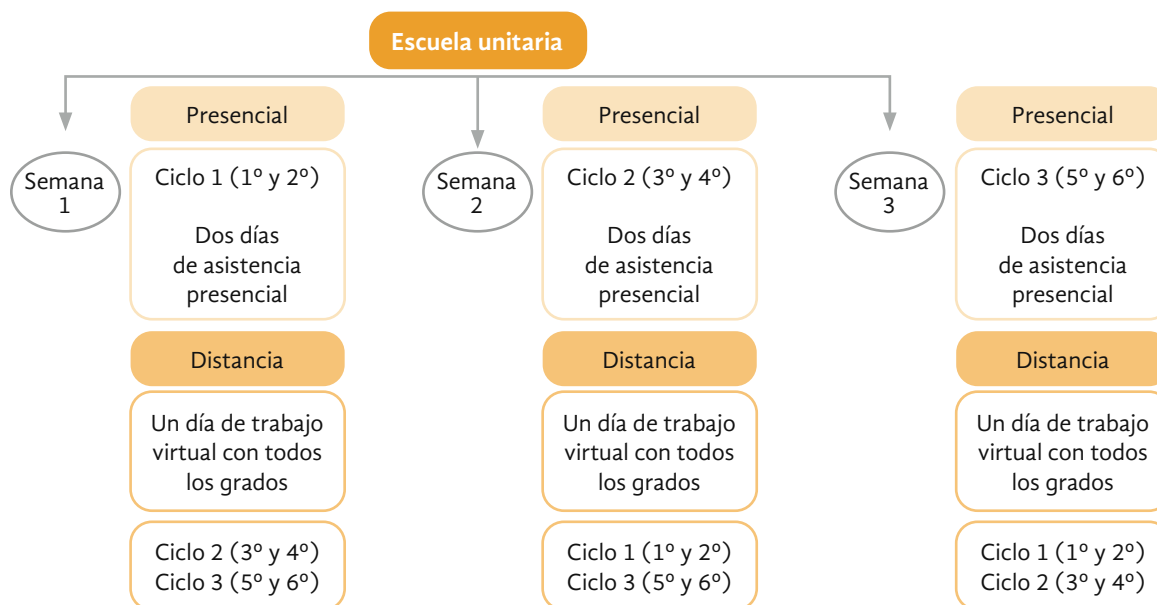 Escuela unitaria
Semana
1
Presencial
Ciclo 1 (1º y 2º)
Dos días
de asistencia
presencial
Distancia
Un día de trabajo
virtual con todos
los grados
Ciclo 2 (3º y 4º)
Ciclo 3 (5º y 6º)
Semana
2
Presencial
Ciclo 2 (3º y 4º)
Dos días
de asistencia
presencial
Distancia
Un día de trabajo
virtual con todos
los grados
Ciclo 1 (1º y 2º)
Ciclo 3 (5º y 6º)
Semana
3
Presencial
Ciclo 3 (5º y 6º)
Dos días
de asistencia
presencial
Distancia
Un día de trabajo
virtual con todos
los grados
Ciclo 1 (1º y 2º)
Ciclo 2 (3º y 4º)